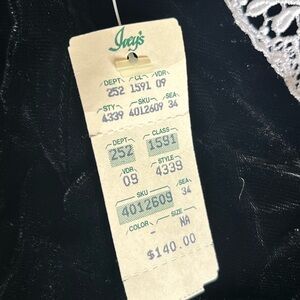 Ivey's
DEPT CL VDR
252 1591 09
STY SKU SEA
4339 4012609 34
DEPT CLASS
252 1591
VDR STYLE
09 4339
SKU SEA
4012609 34
COLOR SIZE
- NA
$140.00